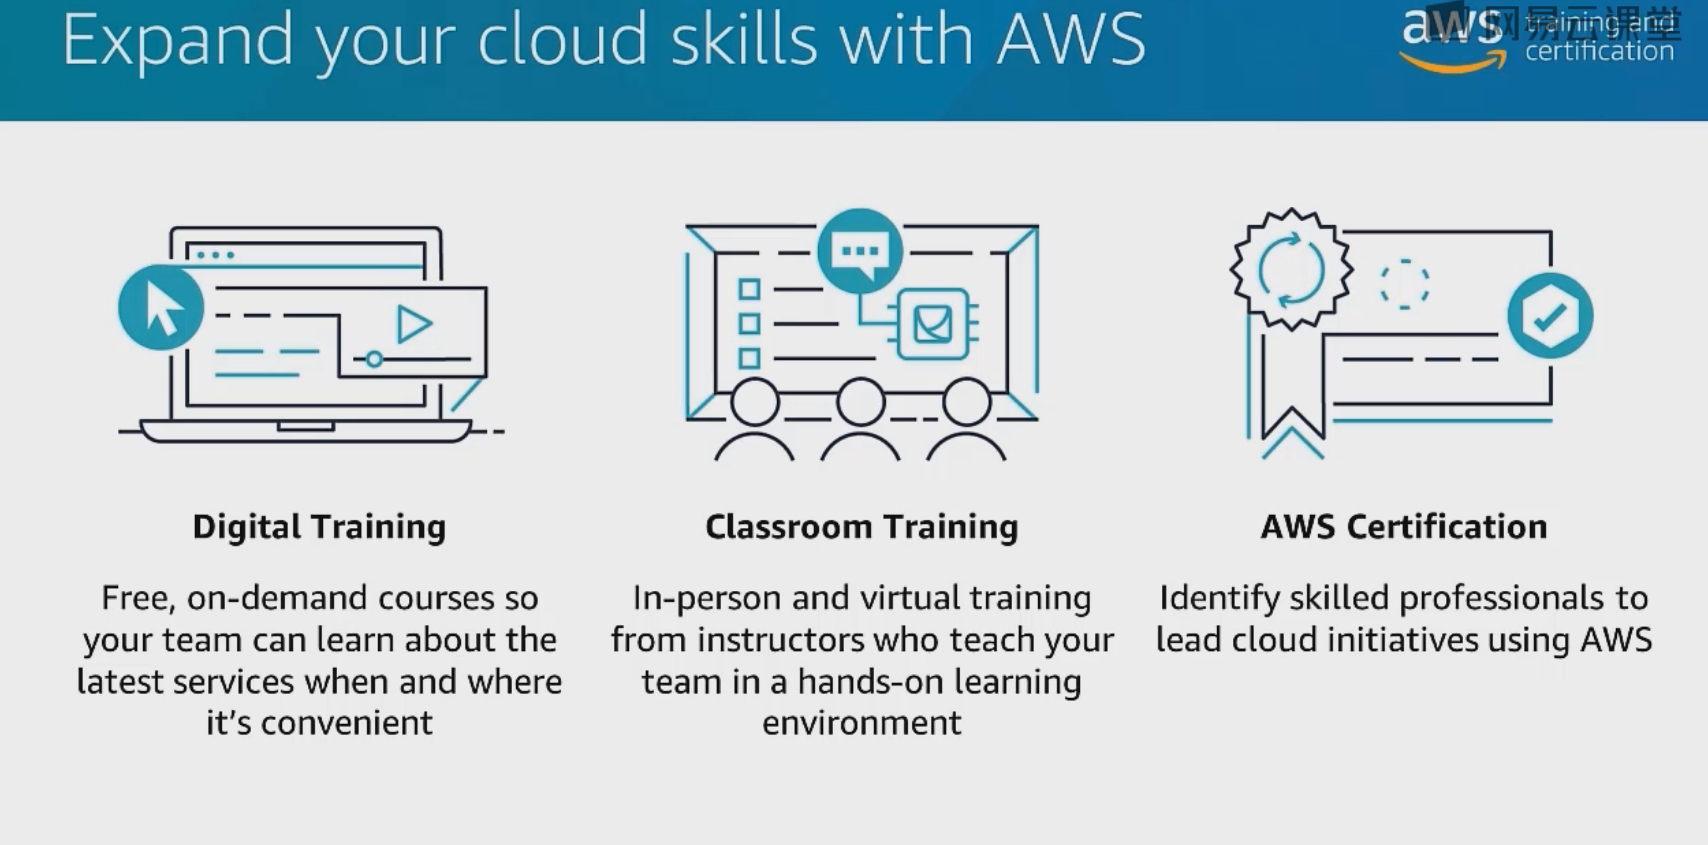 Expand your cloud skills with AWS
aws training and
certification
网易云课堂
Digital Training
Free, on-demand courses so
your team can learn about the
latest services when and where
it's convenient
Classroom Training
In-person and virtual training
from instructors who teach your
team in a hands-on learning
environment
AWS Certification
Identify skilled professionals to
lead cloud initiatives using AWS